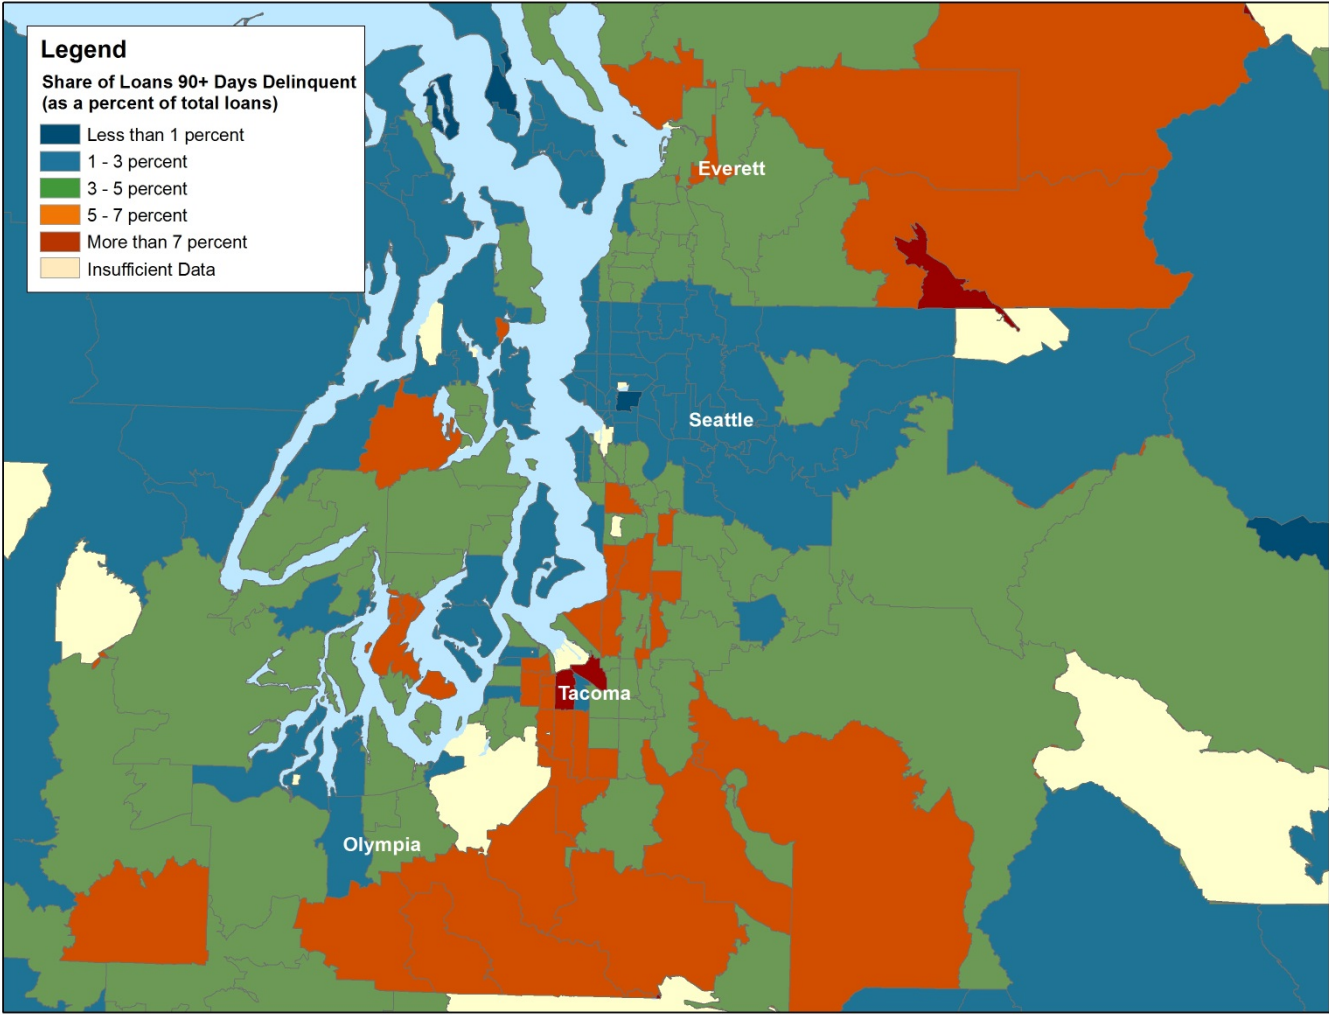 Legend
Share of Loans 90+ Days Delinquent
(as a percent of total loans)
Less than 1 percent
1 - 3 percent
3 - 5 percent
5 - 7 percent
More than 7 percent
Insufficient Data
Everett
Seattle
Tacoma
Olympia